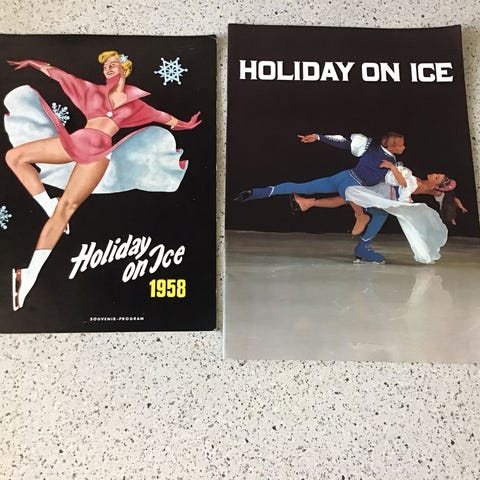 Holiday
on Ice
1958
SOUVENIR-PROGRAM
HOLIDAY ON ICE